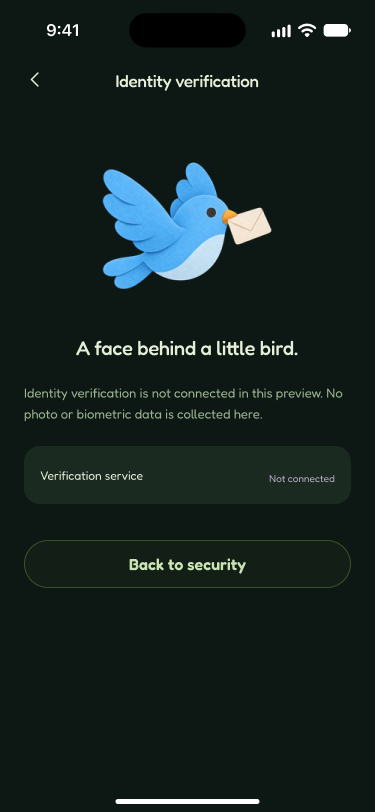 9:41
Identity verification
A face behind a little bird.
Identity verification is not connected in this preview. No
photo or biometric data is collected here.
Verification service
Not connected
Back to security